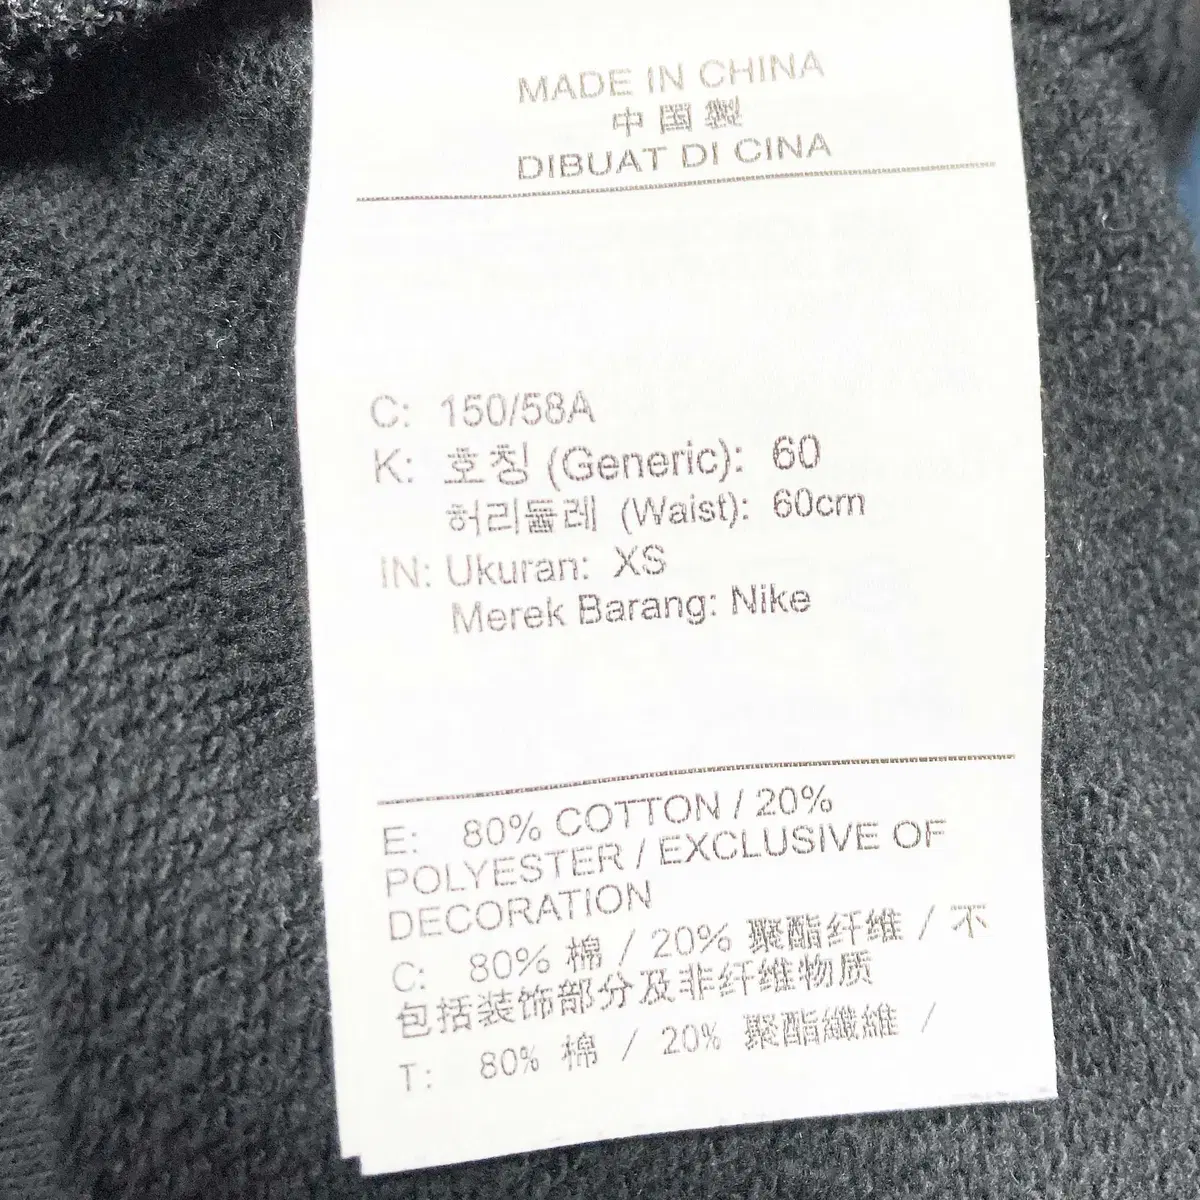 MADE IN CHINA
中国製
DIBUAT DI CINA
C: 150/58A
K: 호칭 (Generic): 60
허리둘레 (Waist): 60cm
IN: Ukuran: XS
Merek Barang: Nike
E: 80% COTTON / 20%
POLYESTER / EXCLUSIVE OF
DECORATION
C: 80% 棉 / 20% 聚酯纤维 / 不
包括装饰部分及非纤维物质
T: 80% 棉 / 20% 聚酯纖維 /